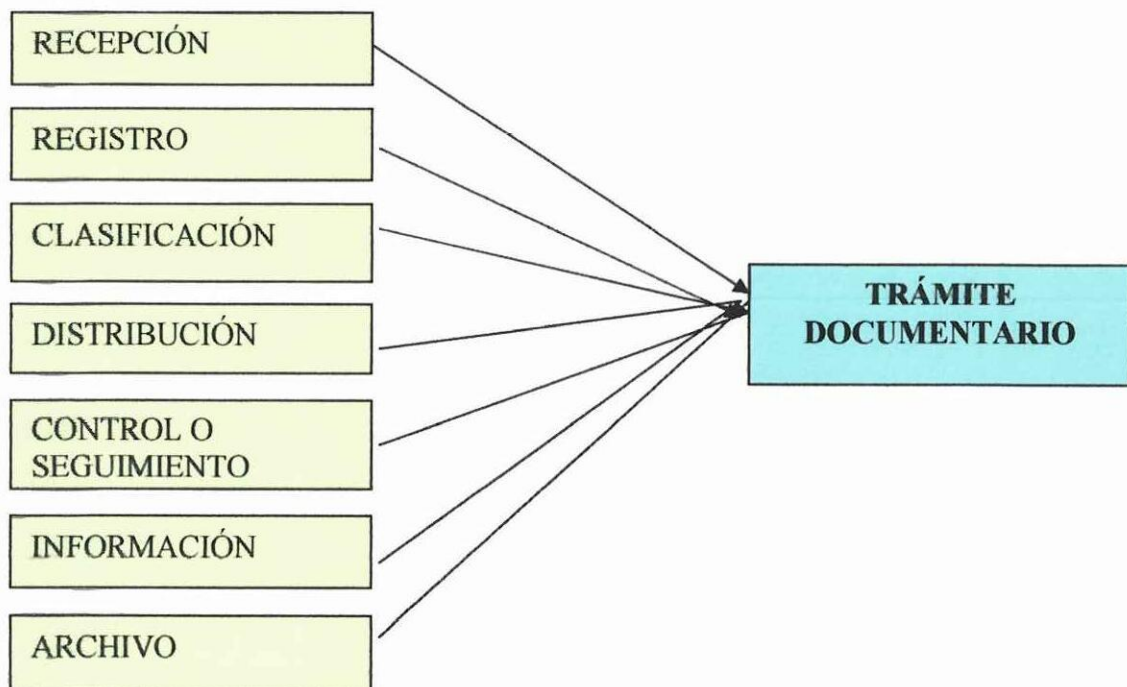 RECEPCIÓN
REGISTRO
CLASIFICACIÓN
DISTRIBUCIÓN
CONTROL O
SEGUIMIENTO
INFORMACIÓN
ARCHIVO
TRÁMITE
DOCUMENTARIO